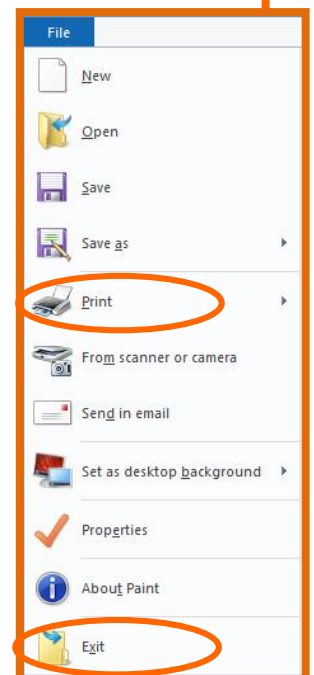 File
New
Open
Save
Save as
Print
From scanner or camera
Send in email
Set as desktop background
Properties
About Paint
Exit